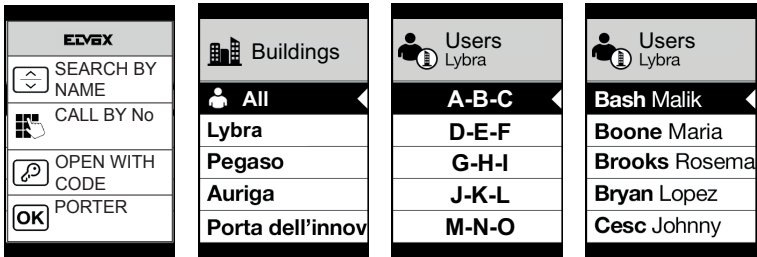 ELVOX
SEARCH BY
NAME
CALL BY No
OPEN WITH
CODE
OK PORTER
Buildings
All
Lybra
Pegaso
Auriga
Porta dell'innov
Users
Lybra
A-B-C
D-E-F
G-H-I
J-K-L
M-N-O
Users
Lybra
Bash Malik
Boone Maria
Brooks Rosema
Bryan Lopez
Cesc Johnny